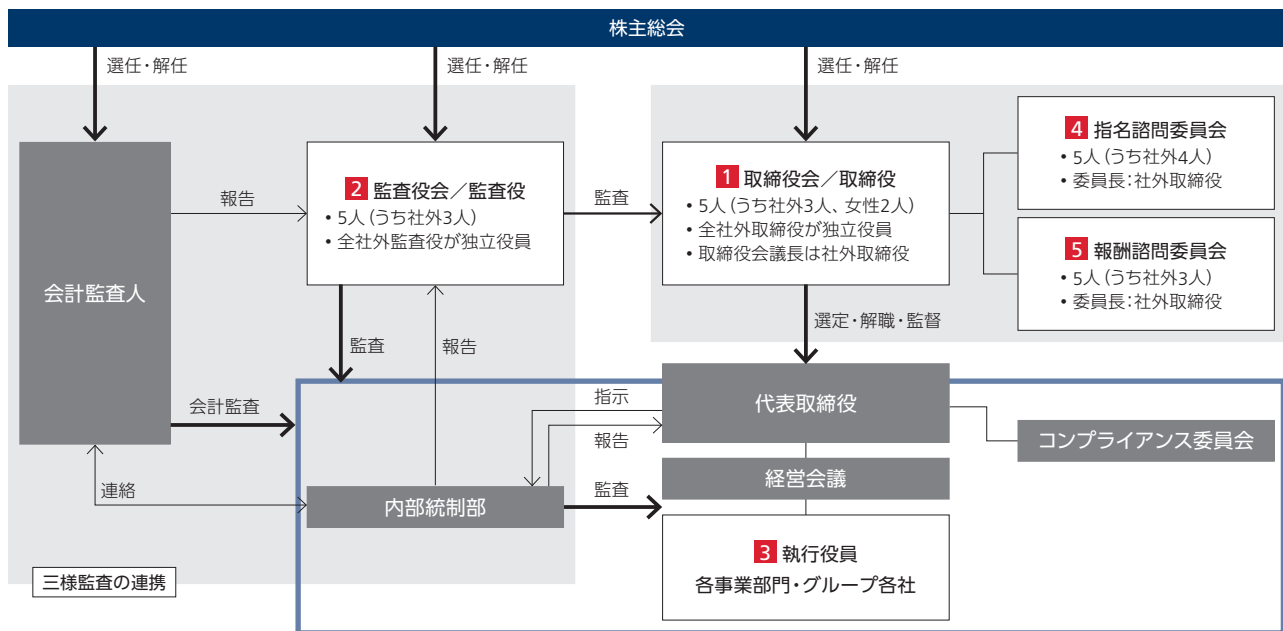 株主総会
選任・解任
選任・解任
選任・解任
4 指名諮問委員会
• 5人（うち社外4人）
• 委員長：社外取締役
2 監査役会／監査役
• 5人（うち社外3人）
• 全社外監査役が独立役員
1 取締役会／取締役
• 5人（うち社外3人、女性2人）
• 全社外取締役が独立役員
• 取締役会議長は社外取締役
報告
監査
5 報酬諮問委員会
• 5人（うち社外3人）
• 委員長：社外取締役
会計監査人
選定・解職・監督
監査
報告
会計監査
指示
報告
代表取締役
コンプライアンス委員会
経営会議
連絡
内部統制部
監査
3 執行役員
各事業部門・グループ各社
三様監査の連携